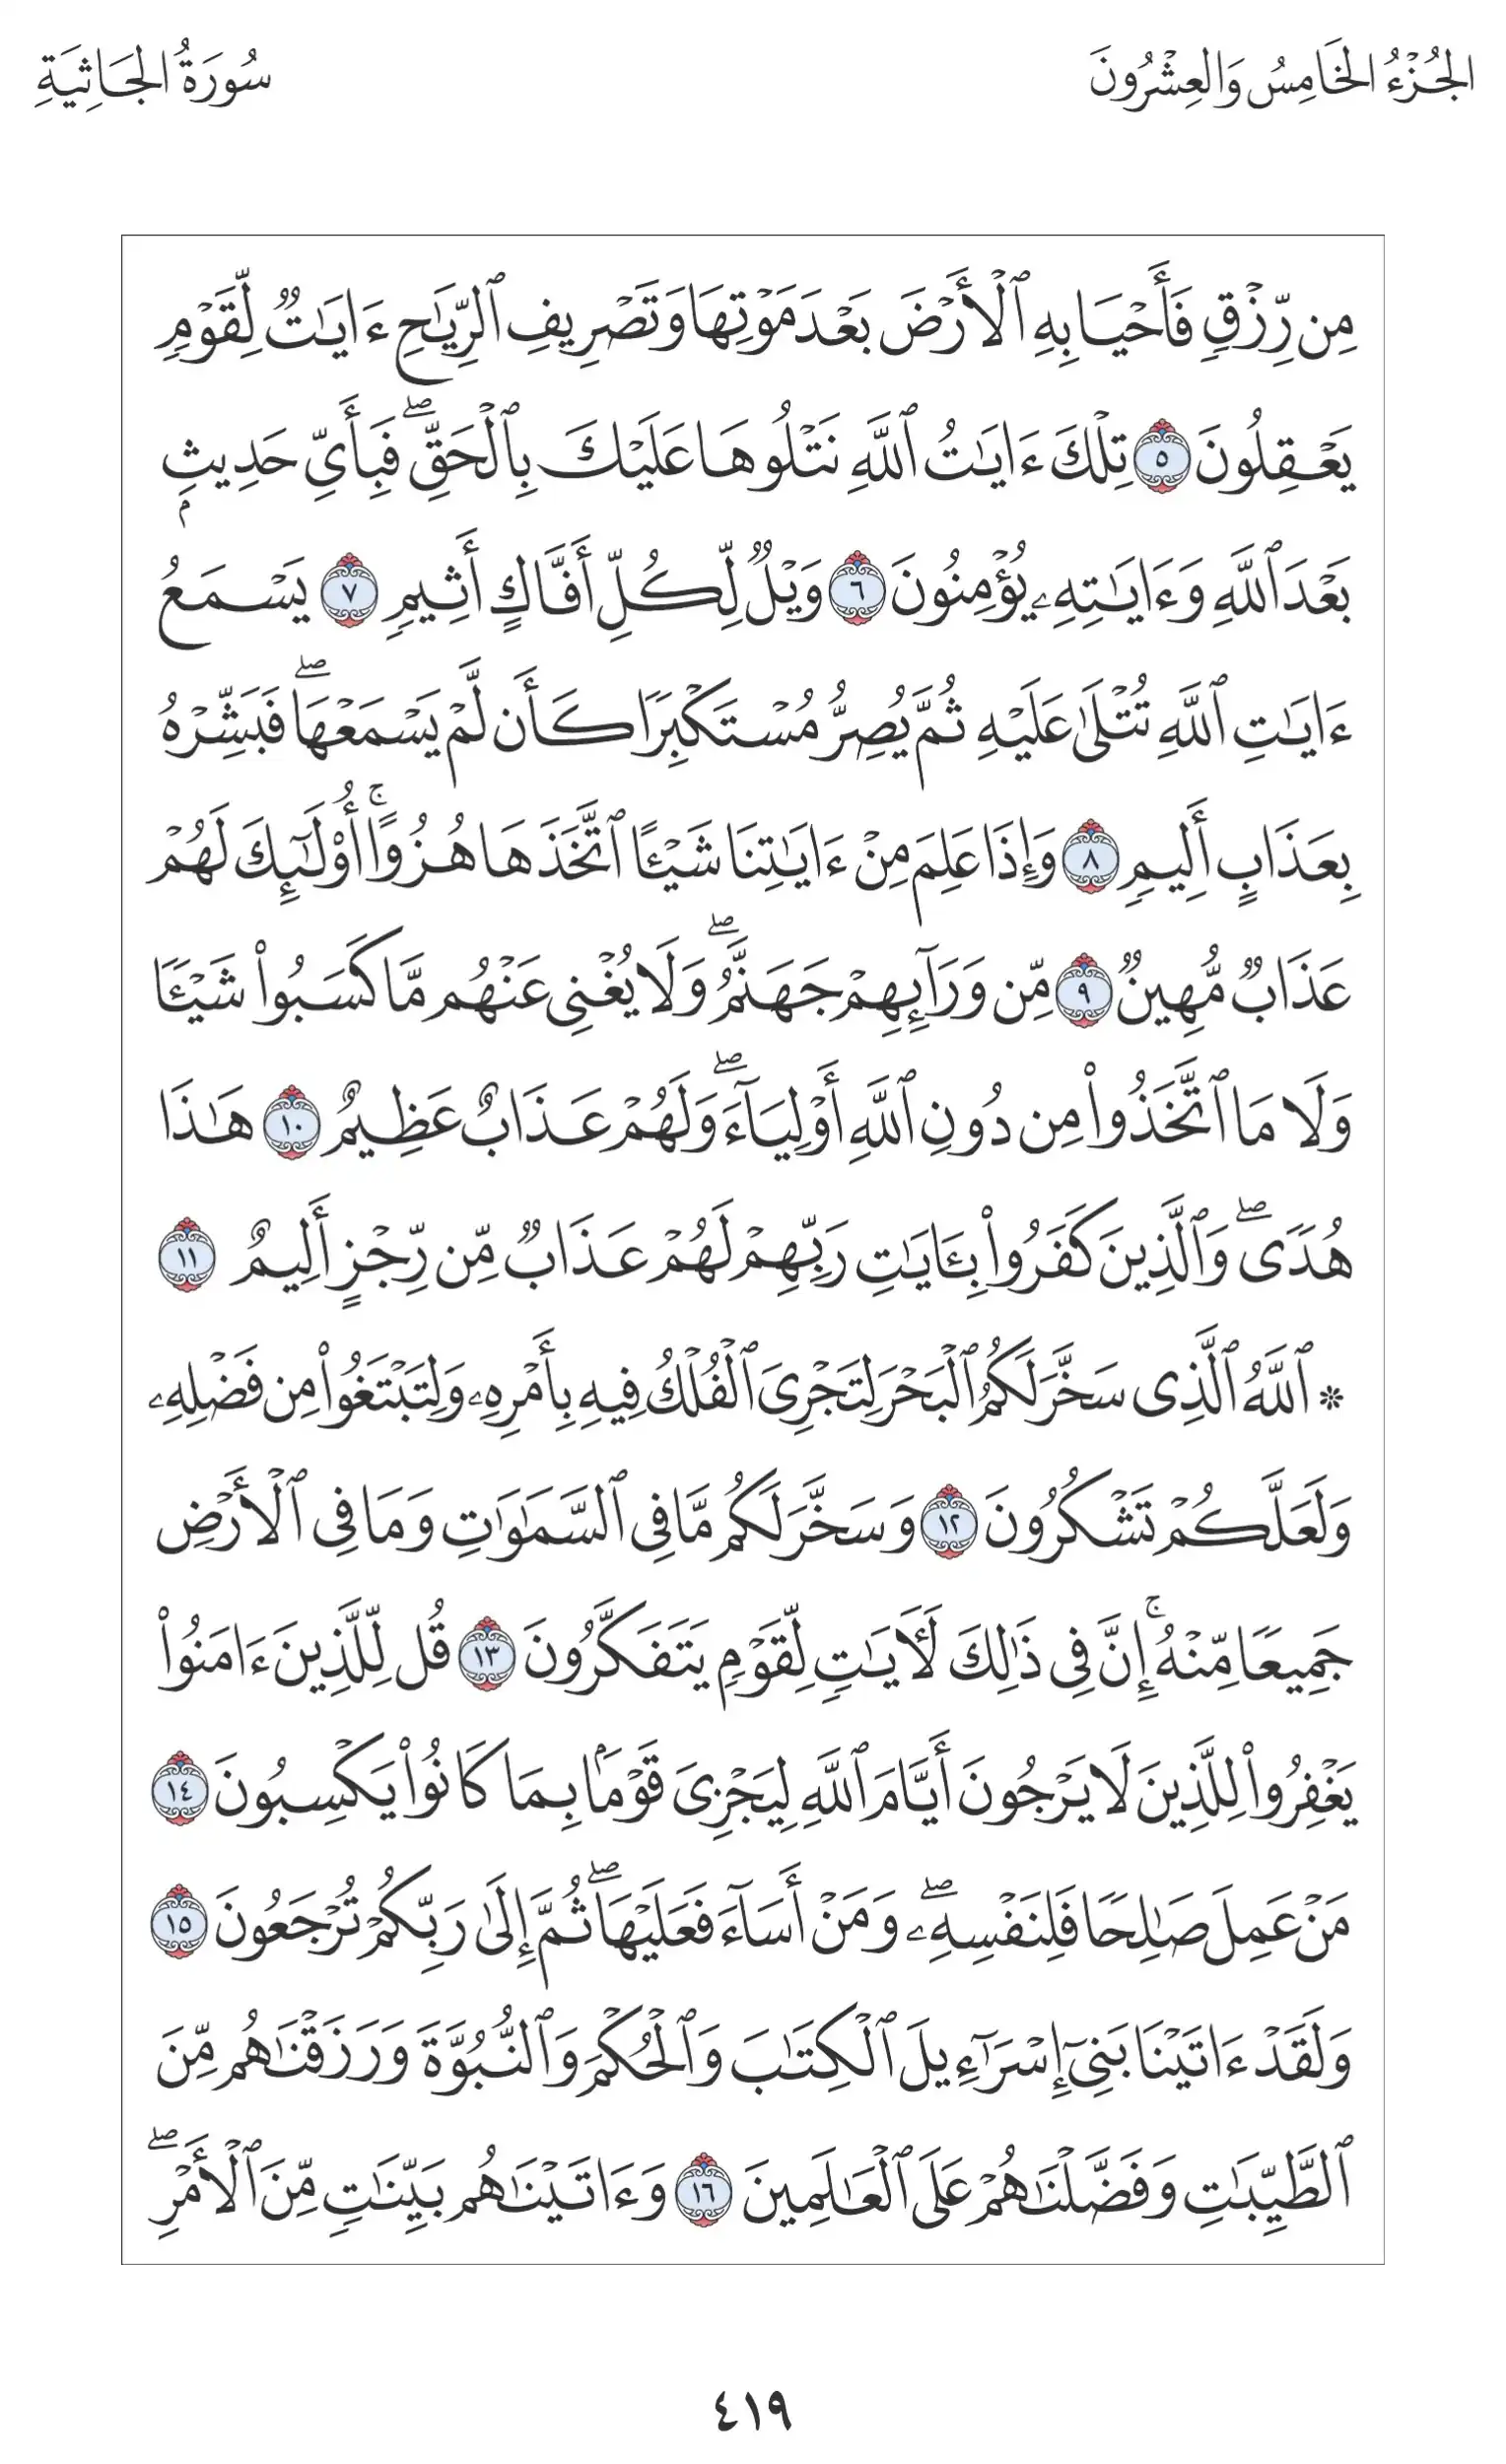 الجُزْءُ الخَامِسُ وَالعِشْرُونَ
سُورَةُ الجَاثِيَةِ
مِن رِّزْقٖ فَأَحْيَا بِهِ ٱلْأَرْضَ بَعْدَ مَوْتِهَا وَتَصْرِيفِ ٱلرِّيَٰحِ ءَايَٰتٞ لِّقَوْمٖ
يَعْقِلُونَ ٥ تِلْكَ ءَايَٰتُ ٱللَّهِ نَتْلُوهَا عَلَيْكَ بِٱلْحَقِّۖ فَبِأَيِّ حَدِيثِۭ
بَعْدَ ٱللَّهِ وَءَايَٰتِهِۦ يُؤْمِنُونَ ٦ وَيْلٞ لِّكُلِّ أَفَّاكٍ أَثِيمٖ ٧ يَسْمَعُ
ءَايَٰتِ ٱللَّهِ تُتْلَىٰ عَلَيْهِ ثُمَّ يُصِرُّ مُسْتَكْبِرٗا كَأَن لَّمْ يَسْمَعْهَاۖ فَبَشِّرْهُ
بِعَذَابٍ أَلِيمٖ ٨ وَإِذَا عَلِمَ مِنْ ءَايَٰتِنَا شَيْـًٔا ٱتَّخَذَهَا هُزُوًاۚ أُوْلَٰٓئِكَ لَهُمْ
عَذَابٞ مُّهِينٞ ٩ مِّن وَرَآئِهِمْ جَهَنَّمُۖ وَلَا يُغْنِى عَنْهُم مَّا كَسَبُوا۟ شَيْـٔٗا
وَلَا مَا ٱتَّخَذُوا۟ مِن دُونِ ٱللَّهِ أَوْلِيَآءَۖ وَلَهُمْ عَذَابٌ عَظِيمٌ ١٠ هَٰذَا
هُدٗىۖ وَٱلَّذِينَ كَفَرُوا۟ بِـَٔايَٰتِ رَبِّهِمْ لَهُمْ عَذَابٞ مِّن رِّجْزٍ أَلِيمٌ ١١
۞ ٱللَّهُ ٱلَّذِى سَخَّرَ لَكُمُ ٱلْبَحْرَ لِتَجْرِىَ ٱلْفُلْكُ فِيهِ بِأَمْرِهِۦ وَلِتَبْتَغُوا۟ مِن فَضْلِهِۦ
وَلَعَلَّكُمْ تَشْكُرُونَ ١٢ وَسَخَّرَ لَكُم مَّا فِى ٱلسَّمَٰوَٰتِ وَمَا فِى ٱلْأَرْضِ
جَمِيعٗا مِّنْهُۚ إِنَّ فِى ذَٰلِكَ لَأٓيَٰتٖ لِّقَوْمٖ يَتَفَكَّرُونَ ١٣ قُل لِّلَّذِينَ ءَامَنُوا۟
يَغْفِرُوا۟ لِلَّذِينَ لَا يَرْجُونَ أَيَّامَ ٱللَّهِ لِيَجْزِىَ قَوْمَۢا بِمَا كَانُوا۟ يَكْسِبُونَ ١٤
مَنْ عَمِلَ صَٰلِحٗا فَلِنَفْسِهِۦۖ وَمَنْ أَسَآءَ فَعَلَيْهَاۖ ثُمَّ إِلَىٰ رَبِّكُمْ تُرْجَعُونَ ١٥
وَلَقَدْ ءَاتَيْنَا بَنِىٓ إِسْرَٰٓءِيلَ ٱلْكِتَٰبَ وَٱلْحُكْمَ وَٱلنُّبُوَّةَ وَرَزَقْنَٰهُم مِّنَ
ٱلطَّيِّبَٰتِ وَفَضَّلْنَٰهُمْ عَلَى ٱلْعَٰلَمِينَ ١٦ وَءَاتَيْنَٰهُم بَيِّنَٰتٖ مِّنَ ٱلْأَمْرِۖ
٤١٩